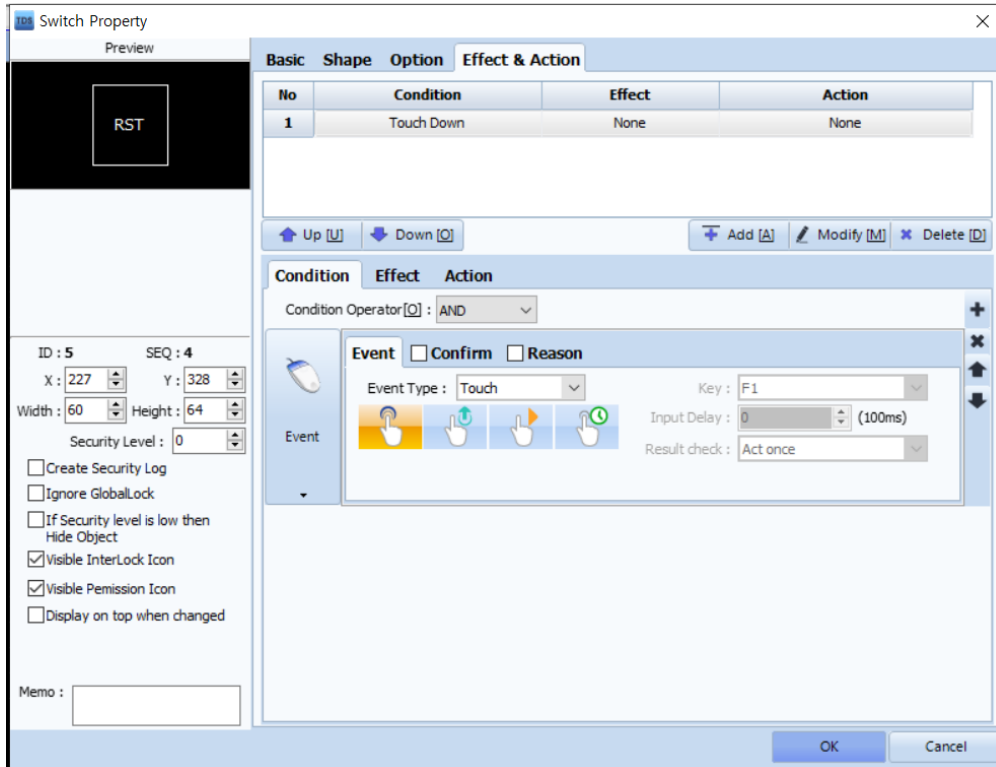 TDS Switch Property
Preview
RST
Basic Shape Option Effect & Action
No Condition Effect Action
1 Touch Down None None
Up [U] Down [O] Add [A] Modify [M] Delete [D]
Condition Effect Action
Condition Operator[O] : AND
Event
Event Confirm Reason
Event Type : Touch
Key : F1
Input Delay : 0 (100ms)
Result check : Act once
ID : 5 SEQ : 4
X : 227 Y : 328
Width : 60 Height : 64
Security Level : 0
Create Security Log
Ignore GlobalLock
If Security level is low then
Hide Object
Visible InterLock Icon
Visible Pemission Icon
Display on top when changed
Memo :
OK Cancel